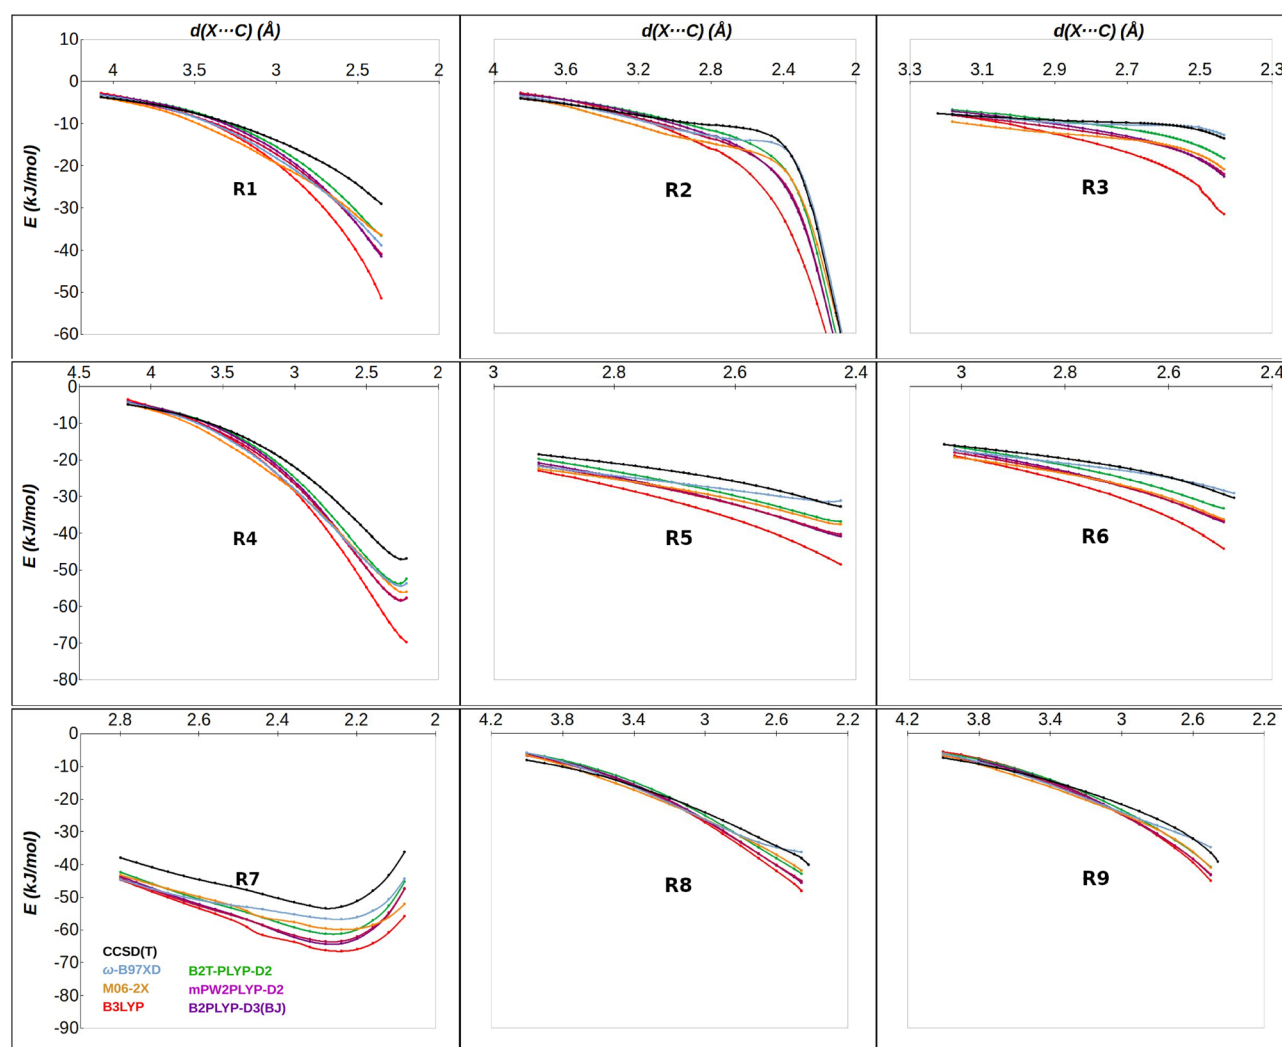 d(X···C) (Å) d(X···C) (Å) d(X···C) (Å)
10
4 3.5 3 2.5 2 4 3.6 3.2 2.8 2.4 2 3.3 3.1 2.9 2.7 2.5 2.3
0
-10
-20
-30
-40
-50
-60
E (kJ/mol)
R1 R2 R3
4.5 4 3.5 3 2.5 2 3 2.8 2.6 2.4 3 2.8 2.6 2.4
0
-10
-20
-30
-40
-50
-60
-70
-80
E (kJ/mol)
R4 R5 R6
2.8 2.6 2.4 2.2 2 4.2 3.8 3.4 3 2.6 2.2 4.2 3.8 3.4 3 2.6 2.2
0
-10
-20
-30
-40
-50
-60
-70
-80
-90
E (kJ/mol)
R7 R8 R9
CCSD(T)
ω-B97XD B2T-PLYP-D2
M06-2X mPW2PLYP-D2
B3LYP B2PLYP-D3(BJ)